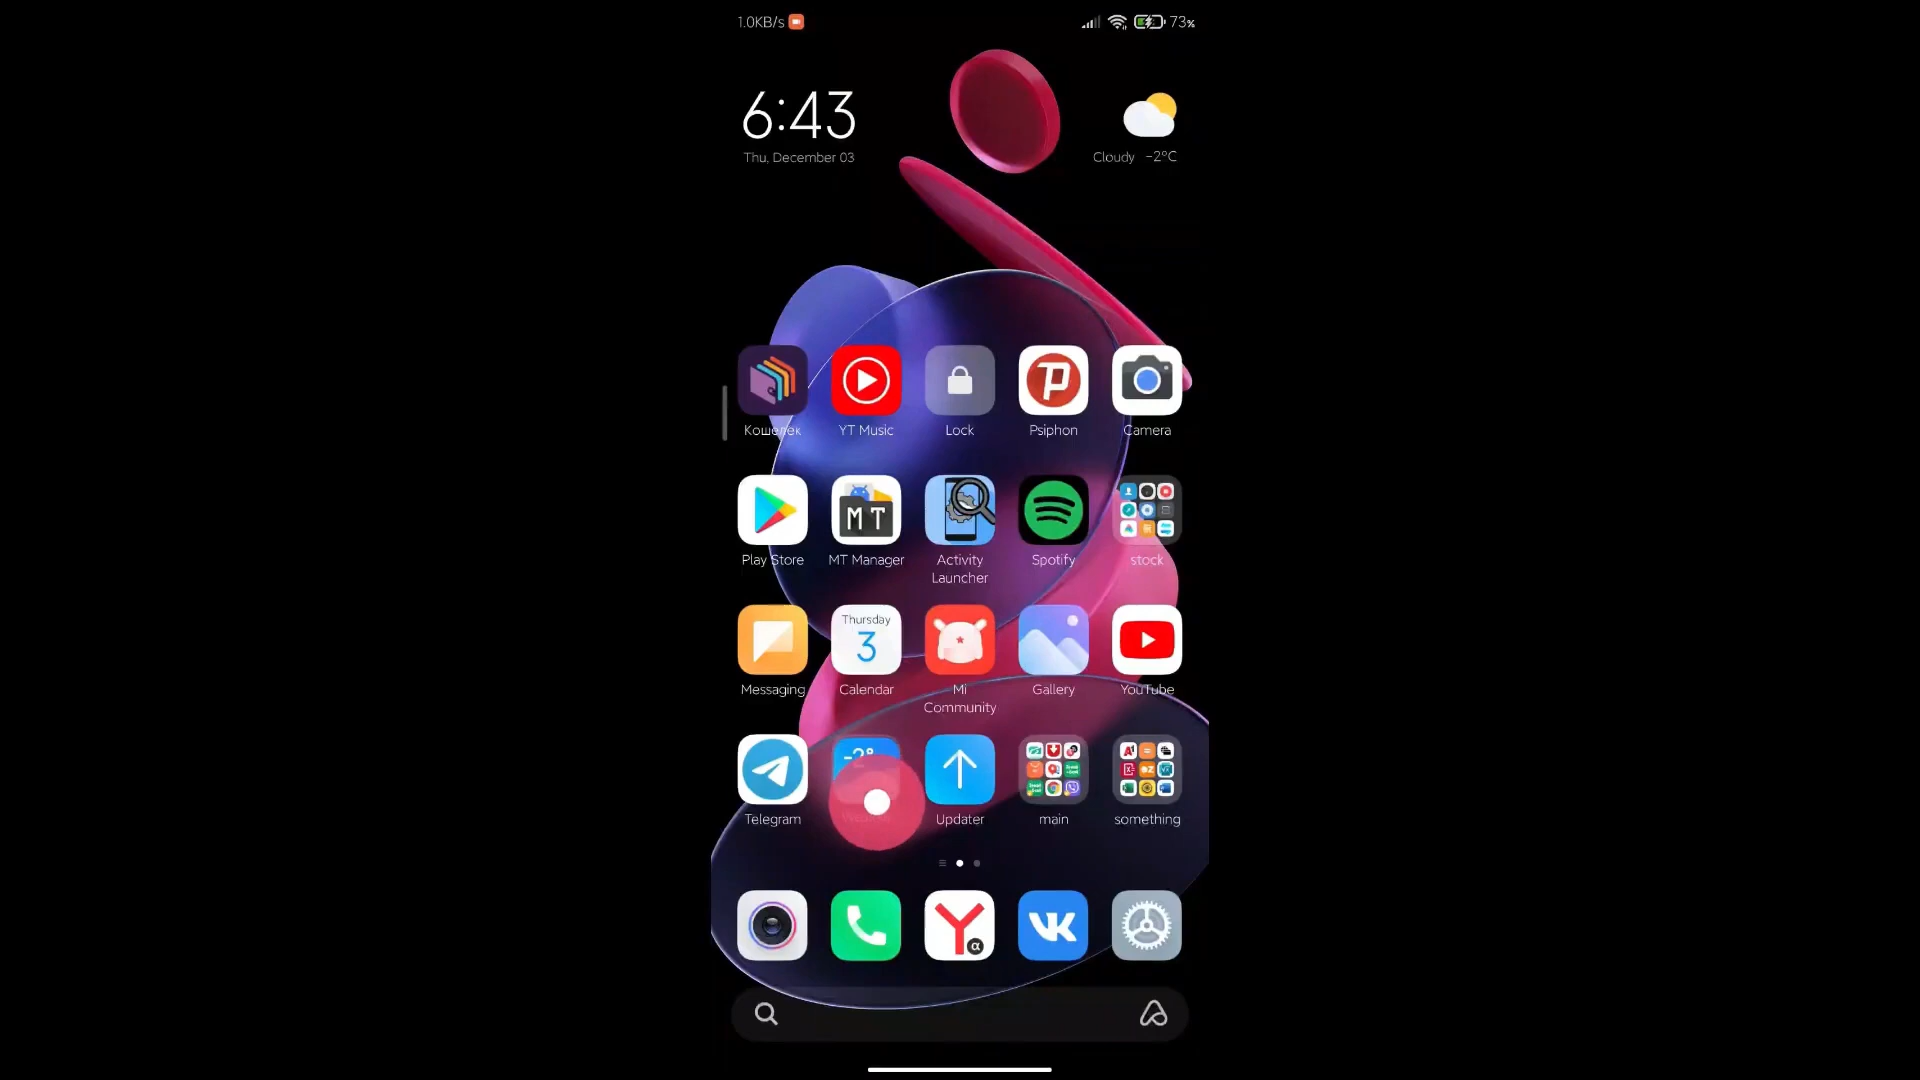 1.0KB/s
73%
6:43
Thu, December 03
Cloudy -2°C
Кошелек
YT Music
Lock
Psiphon
Camera
M T
Play Store
MT Manager
Activity
Launcher
Spotify
stock
Thursday
3
Messaging
Calendar
Mi
Community
Gallery
YouTube
-2°
Telegram
Updater
main
something
α